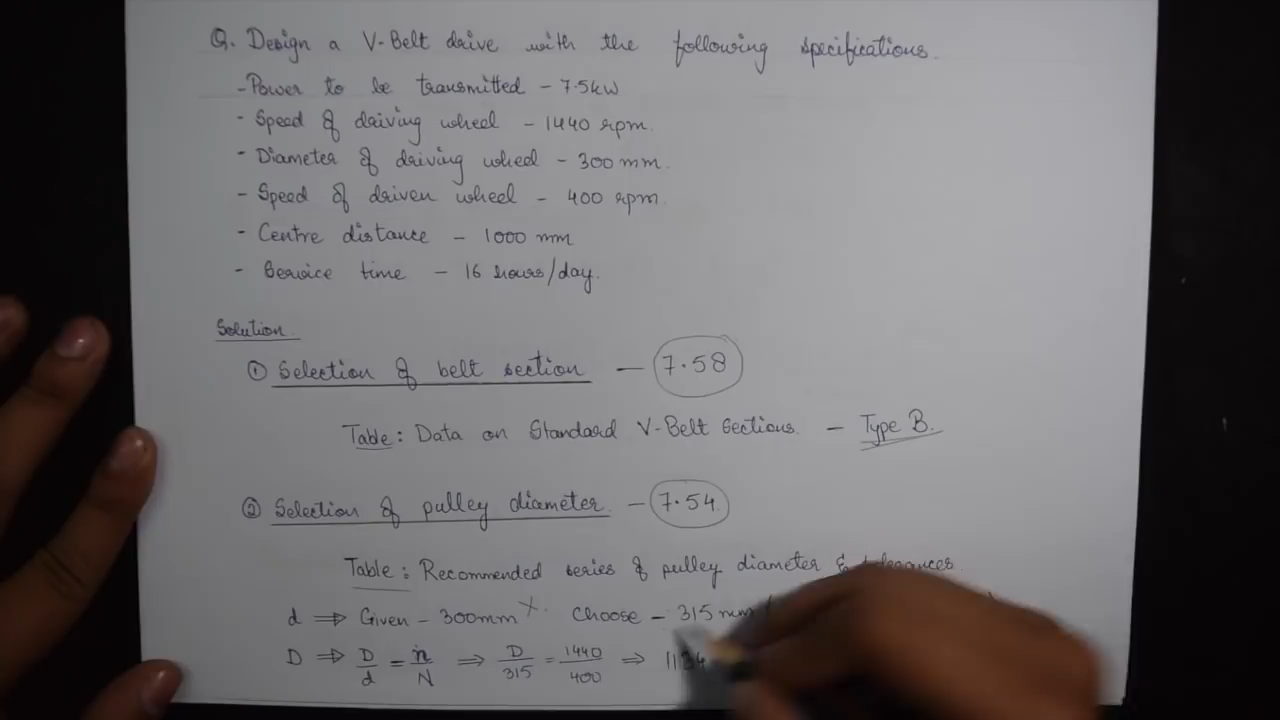 Q. Design a V-Belt drive with the following specifications.
- Power to be transmitted - 7.5kW
- Speed of driving wheel - 1440 rpm.
- Diameter of driving wheel - 300 mm.
- Speed of driven wheel - 400 rpm.
- Centre distance - 1000 mm
- Service time - 16 hours/day.
Solution.
① Selection of belt section — 7.58
Table: Data on Standard V-Belt Sections. - Type B.
② Selection of pulley diameter. - 7.54
Table: Recommended series of pulley diameter & tolerances.
d ⇒ Given - 300mm X. Choose - 315 mm
D ⇒ D/d = n/N ⇒ D/315 = 1440/400 ⇒ 1134